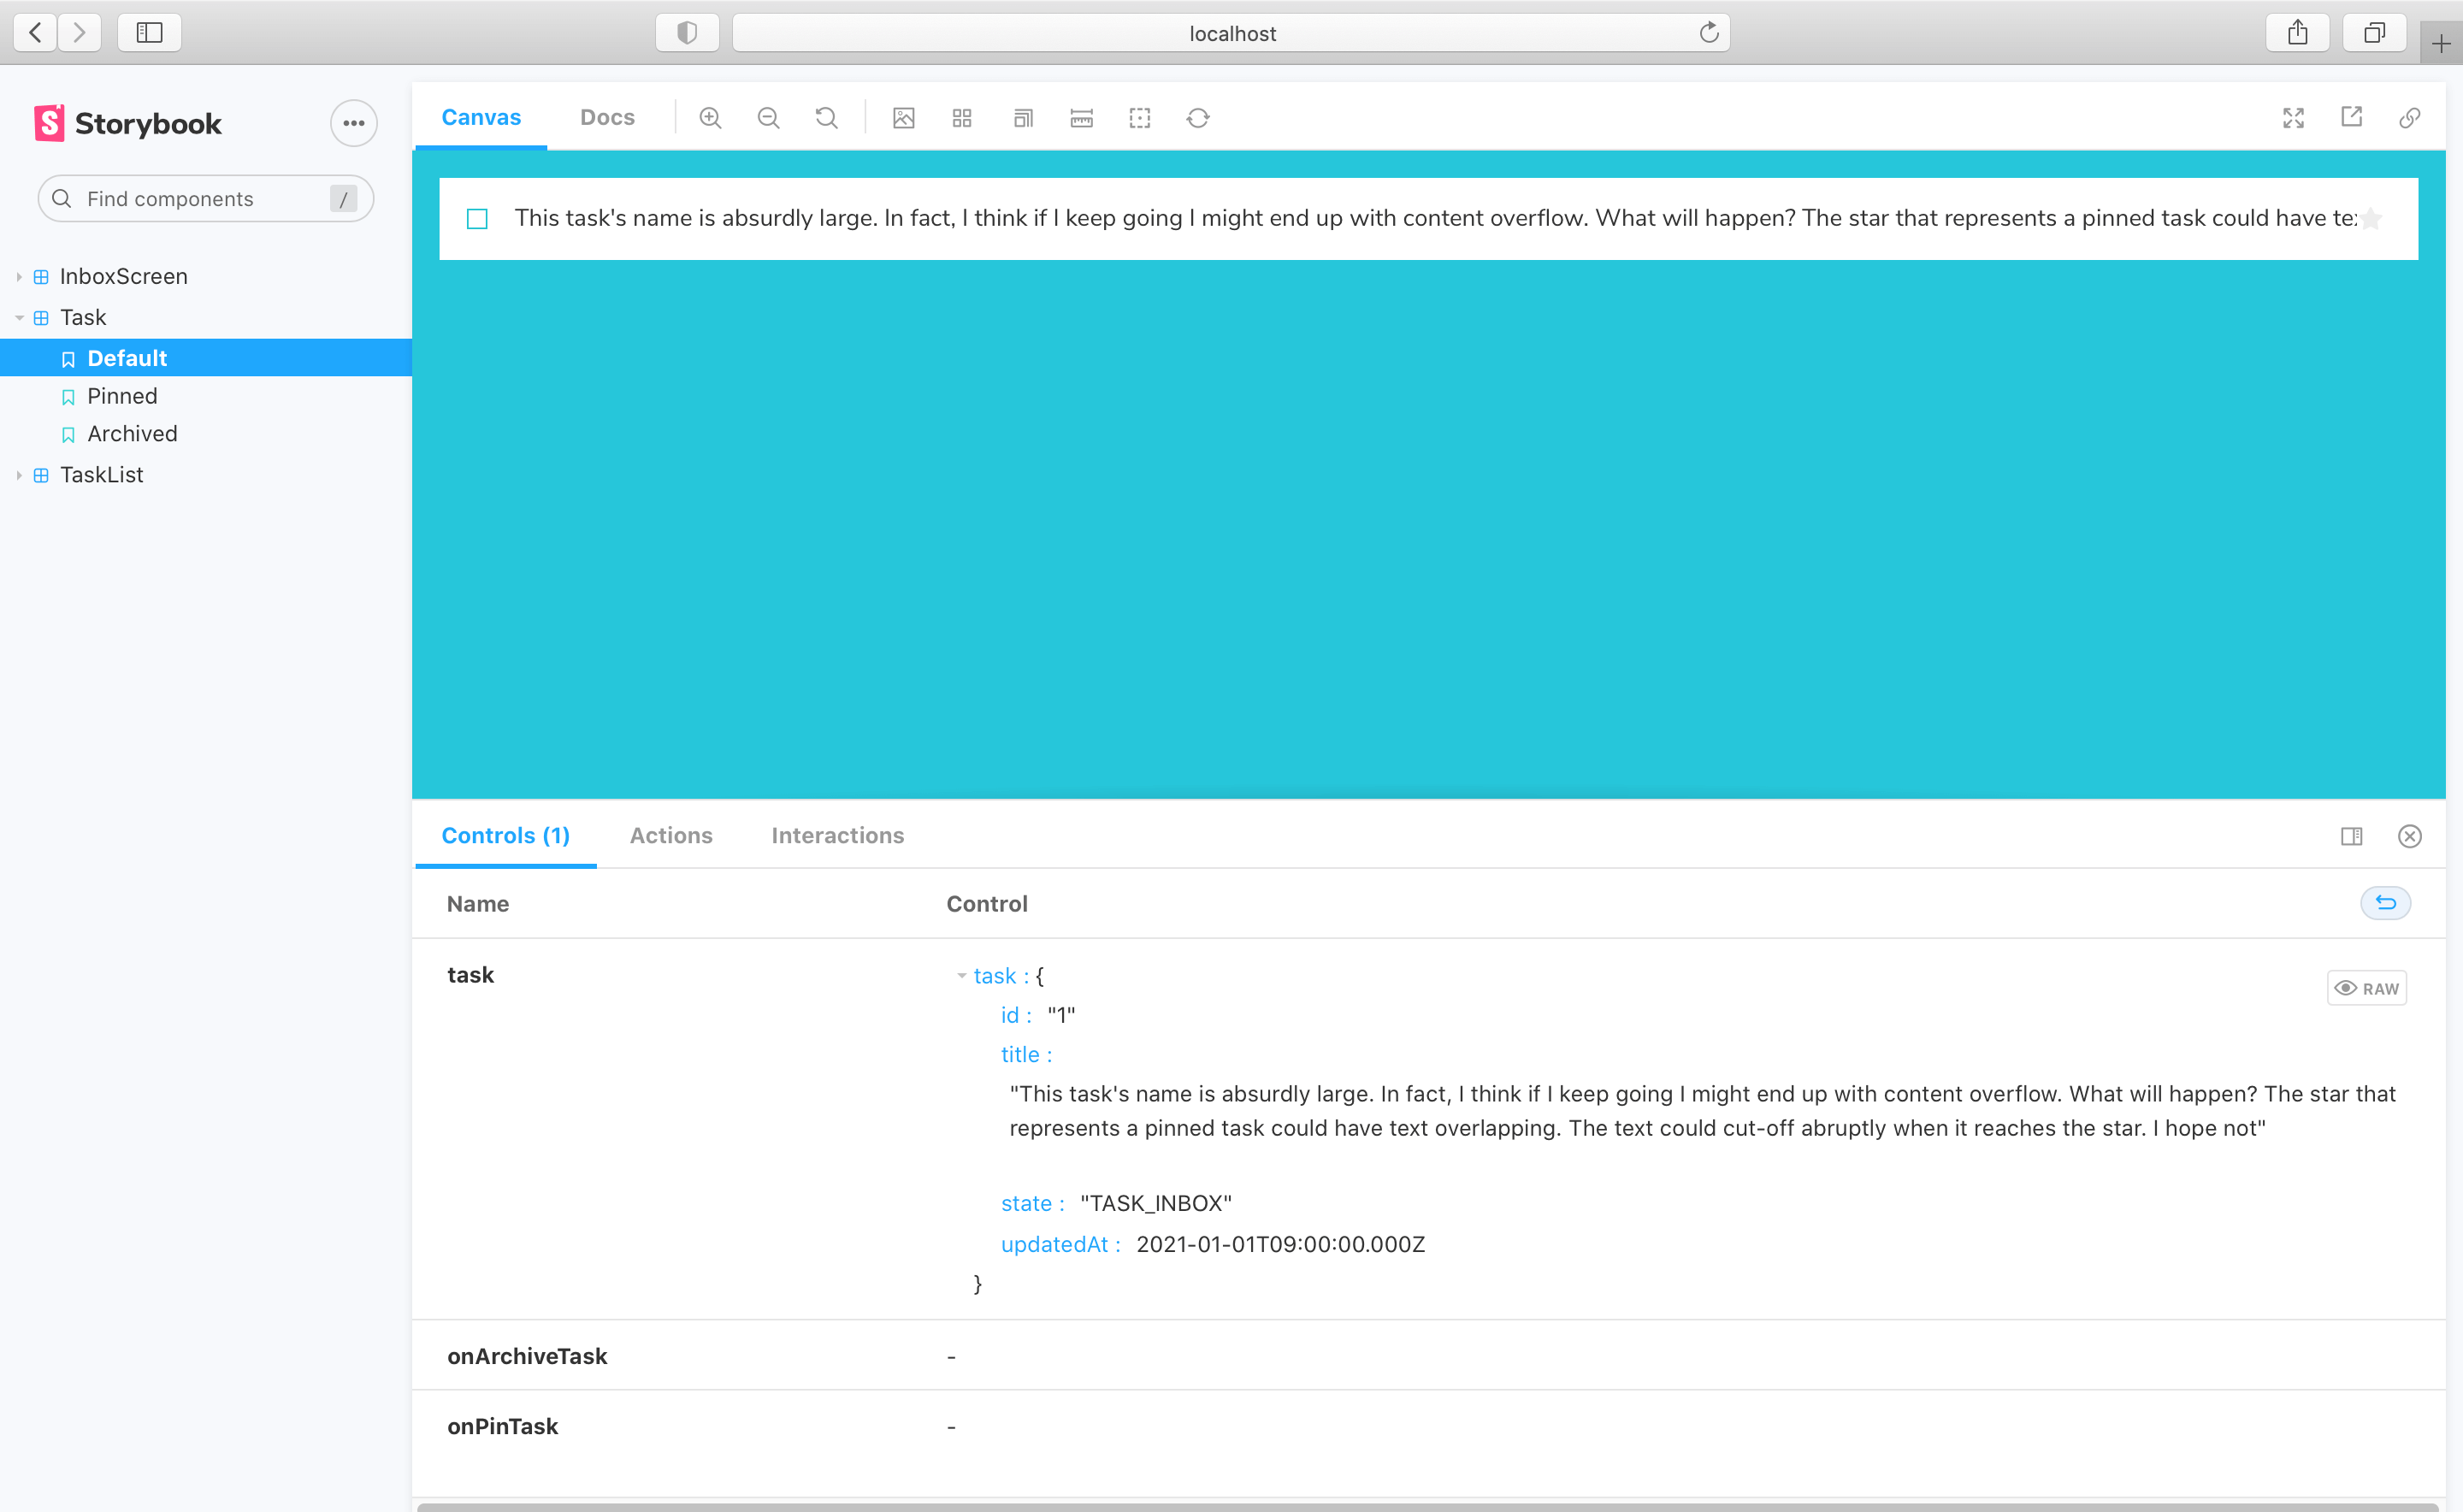 localhost
Storybook
Find components
/
InboxScreen
Task
Default
Pinned
Archived
TaskList
Canvas
Docs
This task's name is absurdly large. In fact, I think if I keep going I might end up with content overflow. What will happen? The star that represents a pinned task could have
Controls (1)
Actions
Interactions
Name
Control
task
task : {
id : "1"
title :
"This task's name is absurdly large. In fact, I think if I keep going I might end up with content overflow. What will happen? The star that
represents a pinned task could have text overlapping. The text could cut-off abruptly when it reaches the star. I hope not"
state : "TASK_INBOX"
updatedAt : 2021-01-01T09:00:00.000Z
}
RAW
onArchiveTask
-
onPinTask
-